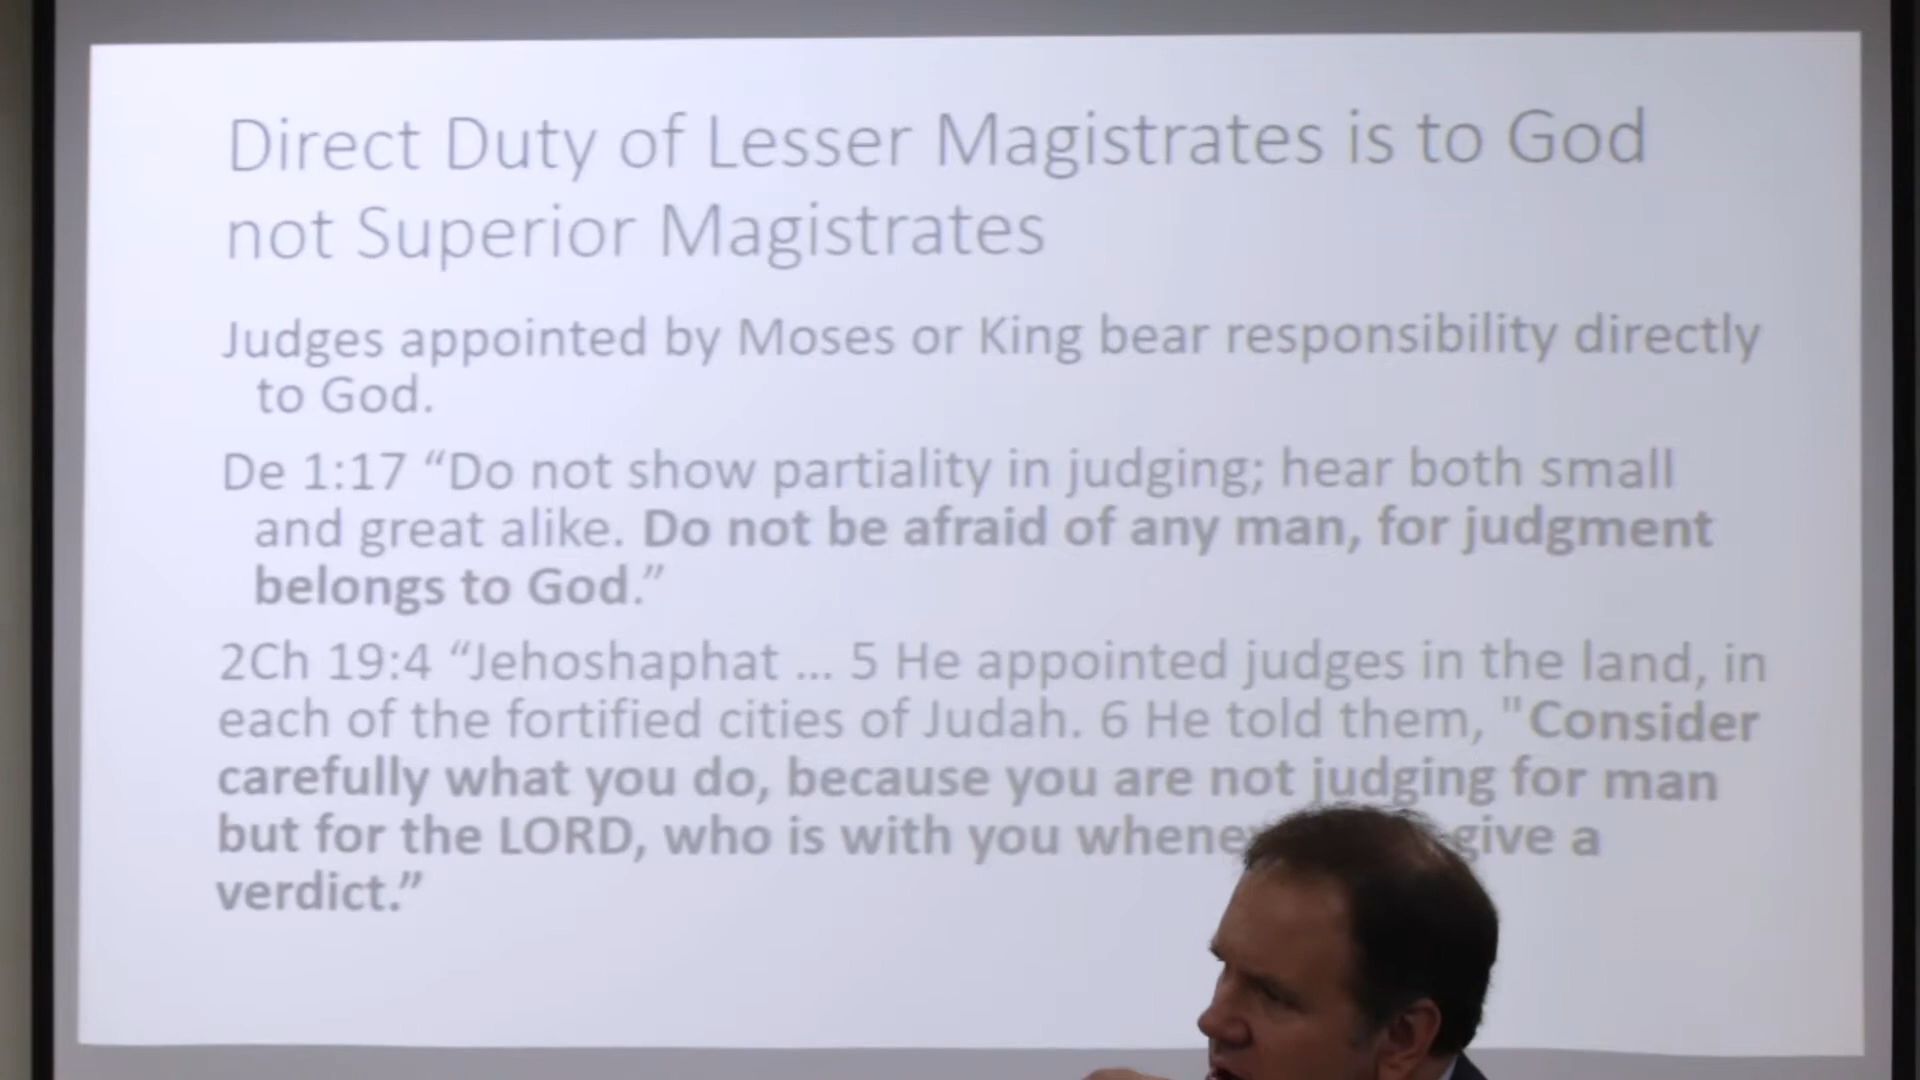 Direct Duty of Lesser Magistrates is to God
not Superior Magistrates
Judges appointed by Moses or King bear responsibility directly
to God.
De 1:17 “Do not show partiality in judging; hear both small
and great alike. Do not be afraid of any man, for judgment
belongs to God.”
2Ch 19:4 “Jehoshaphat ... 5 He appointed judges in the land, in
each of the fortified cities of Judah. 6 He told them, "Consider
carefully what you do, because you are not judging for man
but for the LORD, who is with you give a
verdict.”